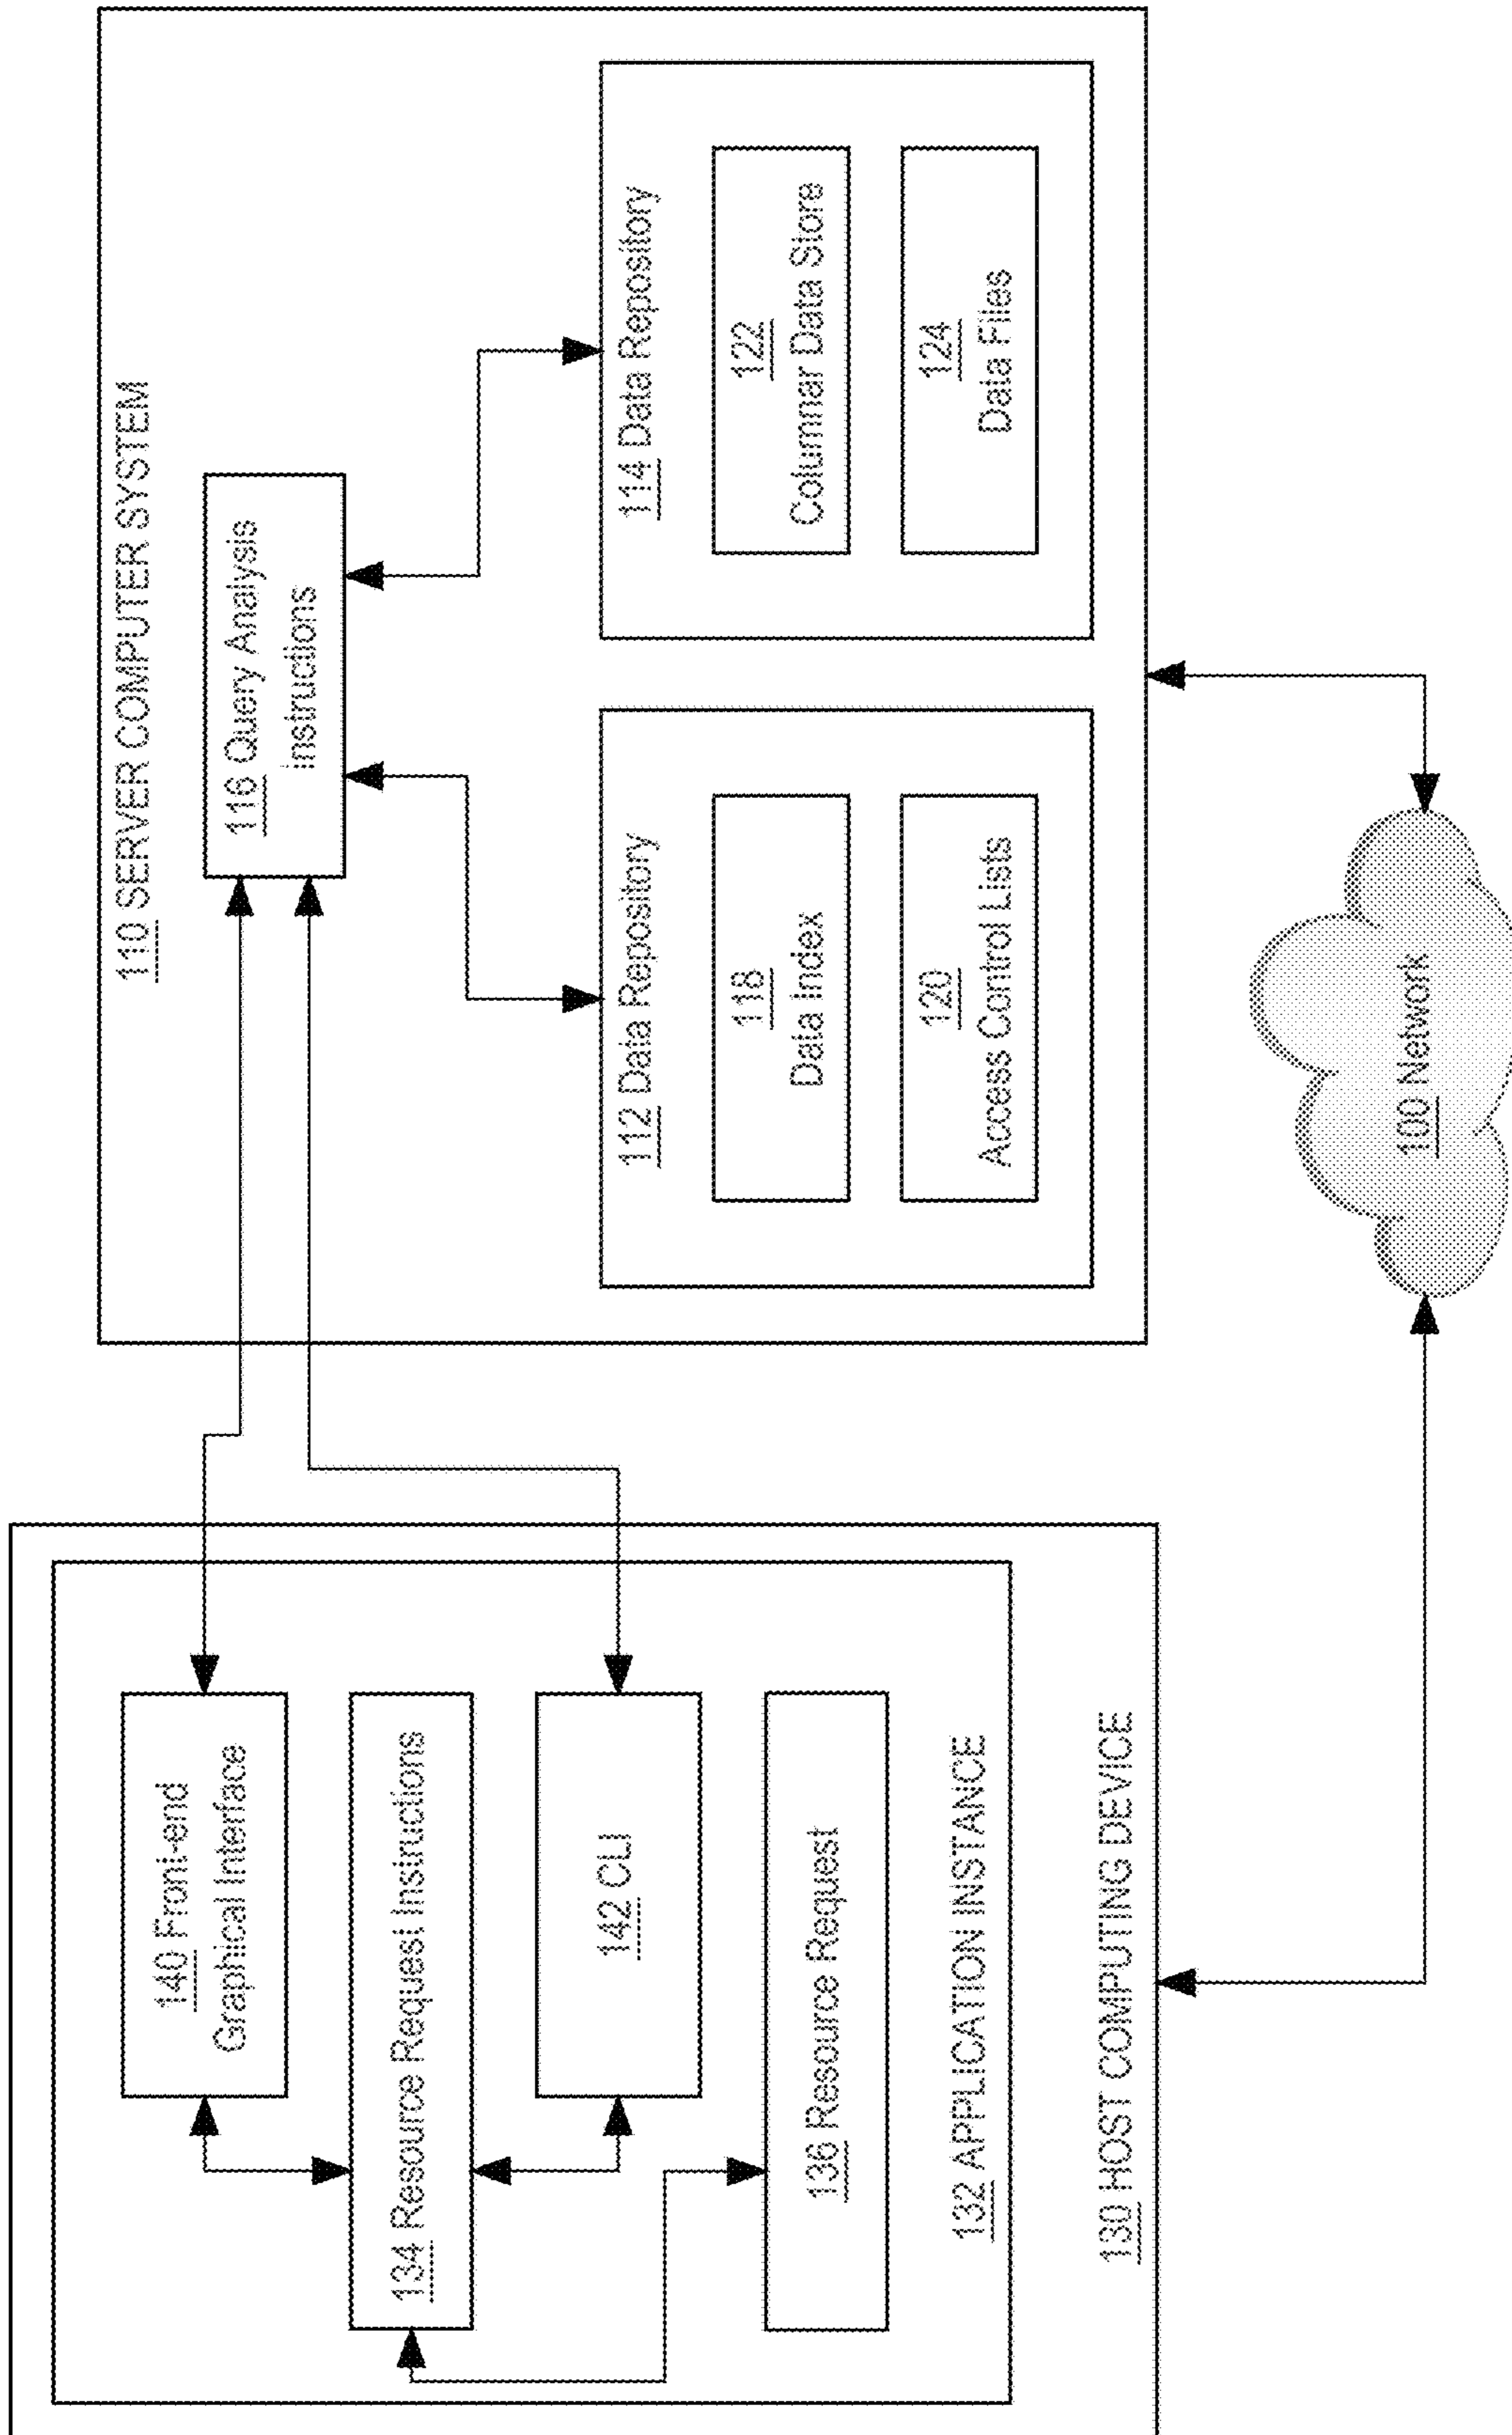 140 Froni-end
Graphical Interface
134 Resource Request Instructions
142 CLI
136 Resource Request
132 APPLICATION INSTANCE
130 HOST COMPUTING DEVICE
110 SERVER COMPUTER SYSTEM
116 Query Analysis
instructions
112 Data Repository
118
Data Index
120
Access Control Lists
114 Data Repository
122
Columnar Data Store
124
Data Files
100 Network